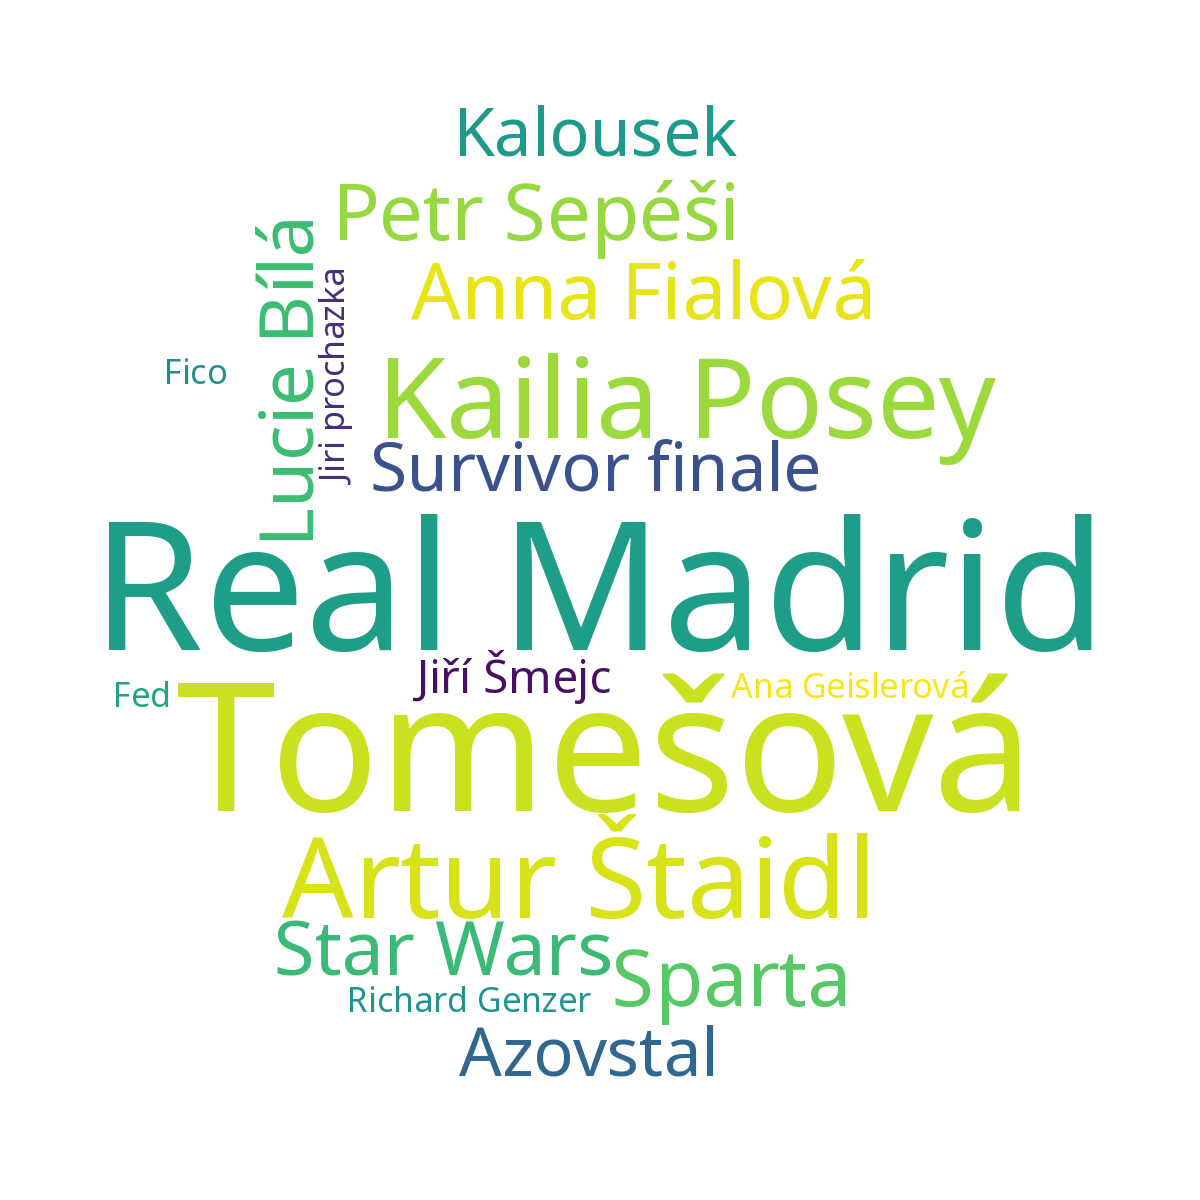 Kalousek
Petr Sepéši
Lucie Bílá
Anna Fialová
Jiri prochazka
Fico
Kailia Posey
Survivor finale
Real Madrid
Jiří Šmejc
Ana Geislerová
Fed
Tomešová
Artur Štaidl
Star Wars
Sparta
Richard Genzer
Azovstal